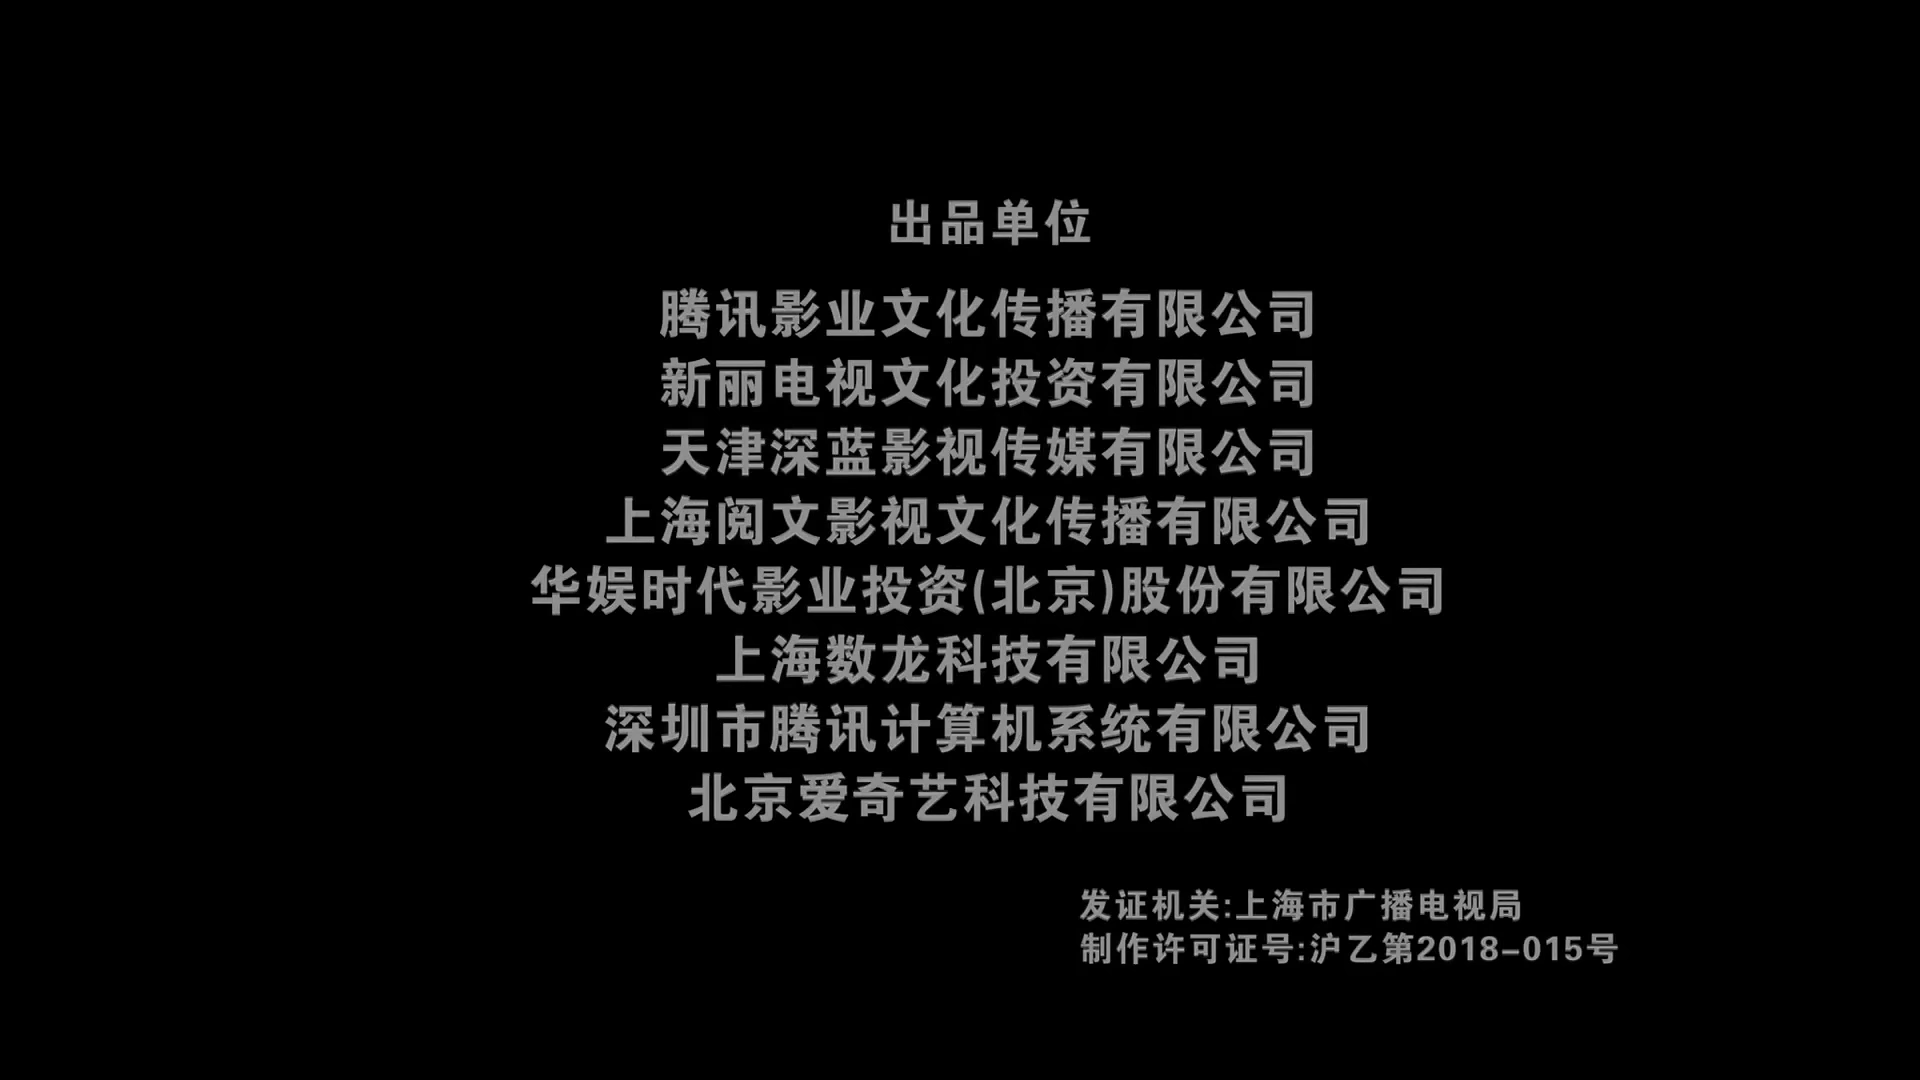 出品单位
腾讯影业文化传播有限公司
新丽电视文化投资有限公司
天津深蓝影视传媒有限公司
上海阅文影视文化传播有限公司
华娱时代影业投资(北京)股份有限公司
上海数龙科技有限公司
深圳市腾讯计算机系统有限公司
北京爱奇艺科技有限公司
发证机关:上海市广播电视局
制作许可证号:沪乙第2018-015号